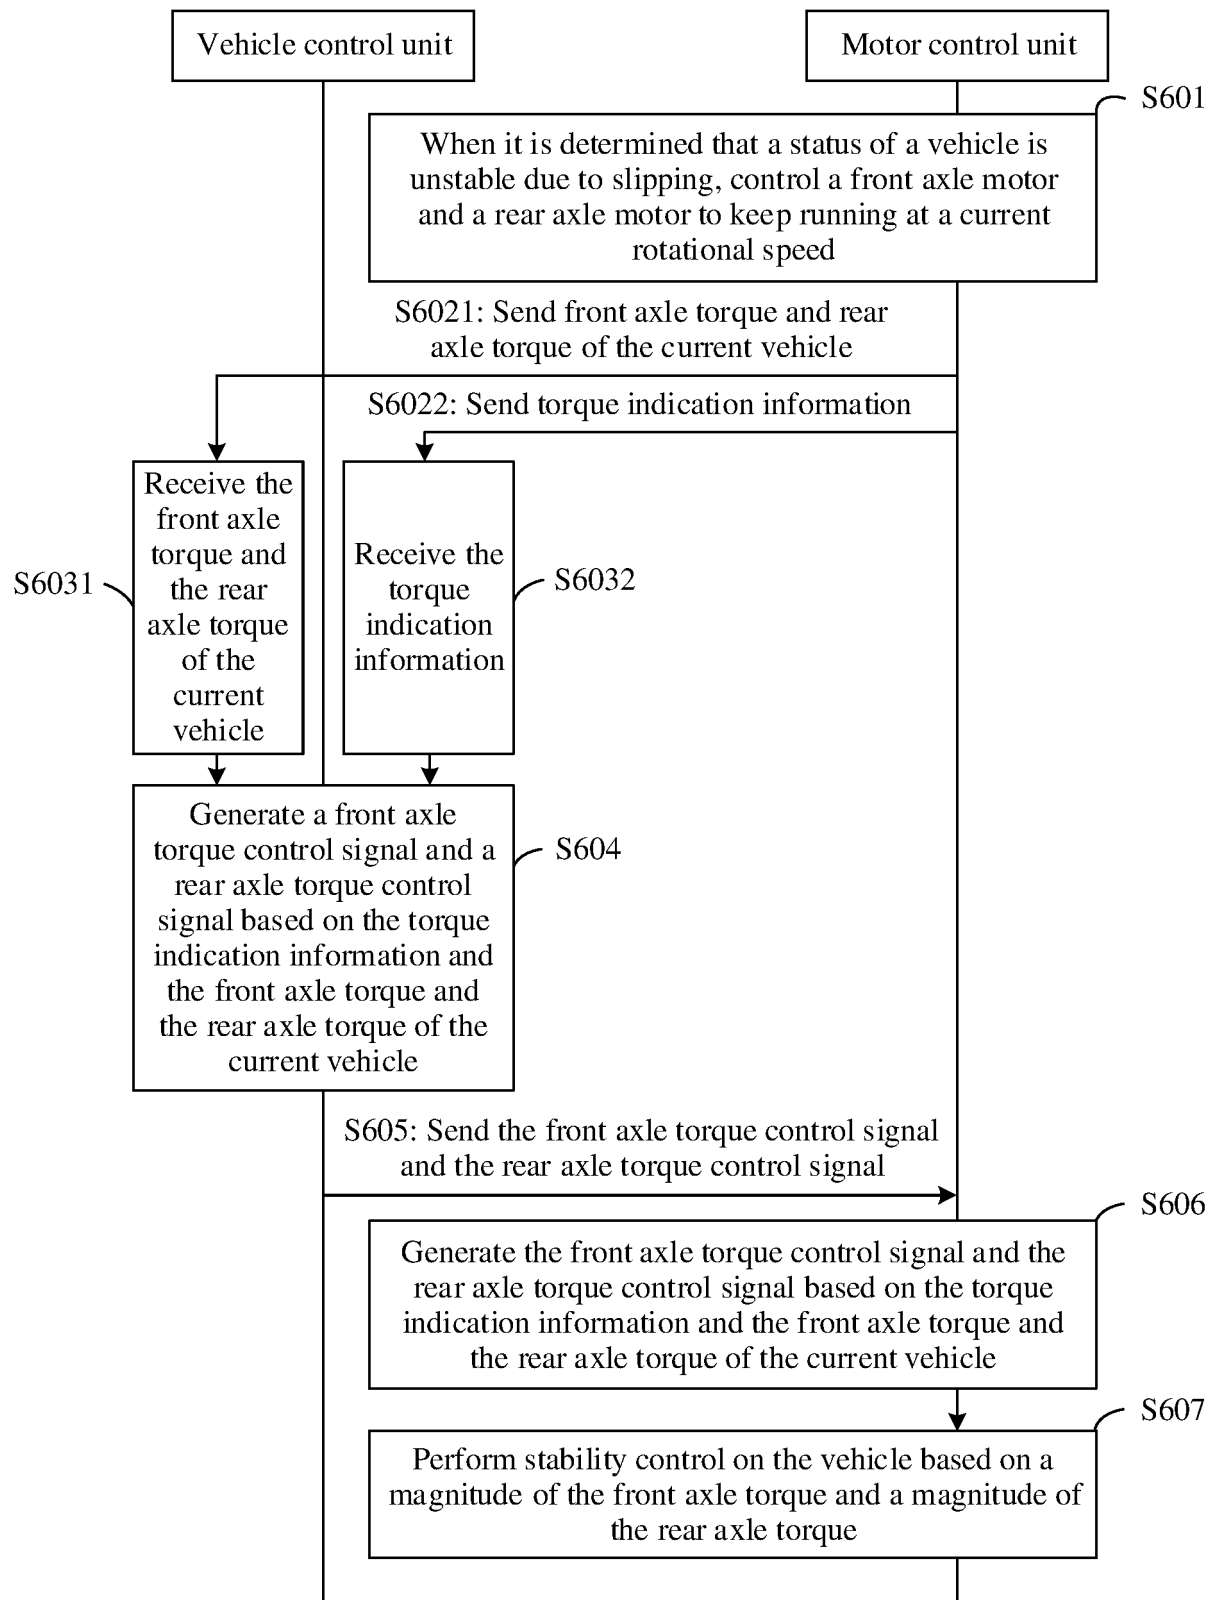 Vehicle control unit
Motor control unit
S601
When it is determined that a status of a vehicle is
unstable due to slipping, control a front axle motor
and a rear axle motor to keep running at a current
rotational speed
S6021: Send front axle torque and rear
axle torque of the current vehicle
S6022: Send torque indication information
S6031
Receive the
front axle
torque and
the rear
axle torque
of the
current
vehicle
Receive the
torque
indication
information
S6032
Generate a front axle
torque control signal and a
rear axle torque control
signal based on the torque
indication information and
the front axle torque and
the rear axle torque of the
current vehicle
S604
S605: Send the front axle torque control signal
and the rear axle torque control signal
S606
Generate the front axle torque control signal and the
rear axle torque control signal based on the torque
indication information and the front axle torque and
the rear axle torque of the current vehicle
S607
Perform stability control on the vehicle based on a
magnitude of the front axle torque and a magnitude of
the rear axle torque